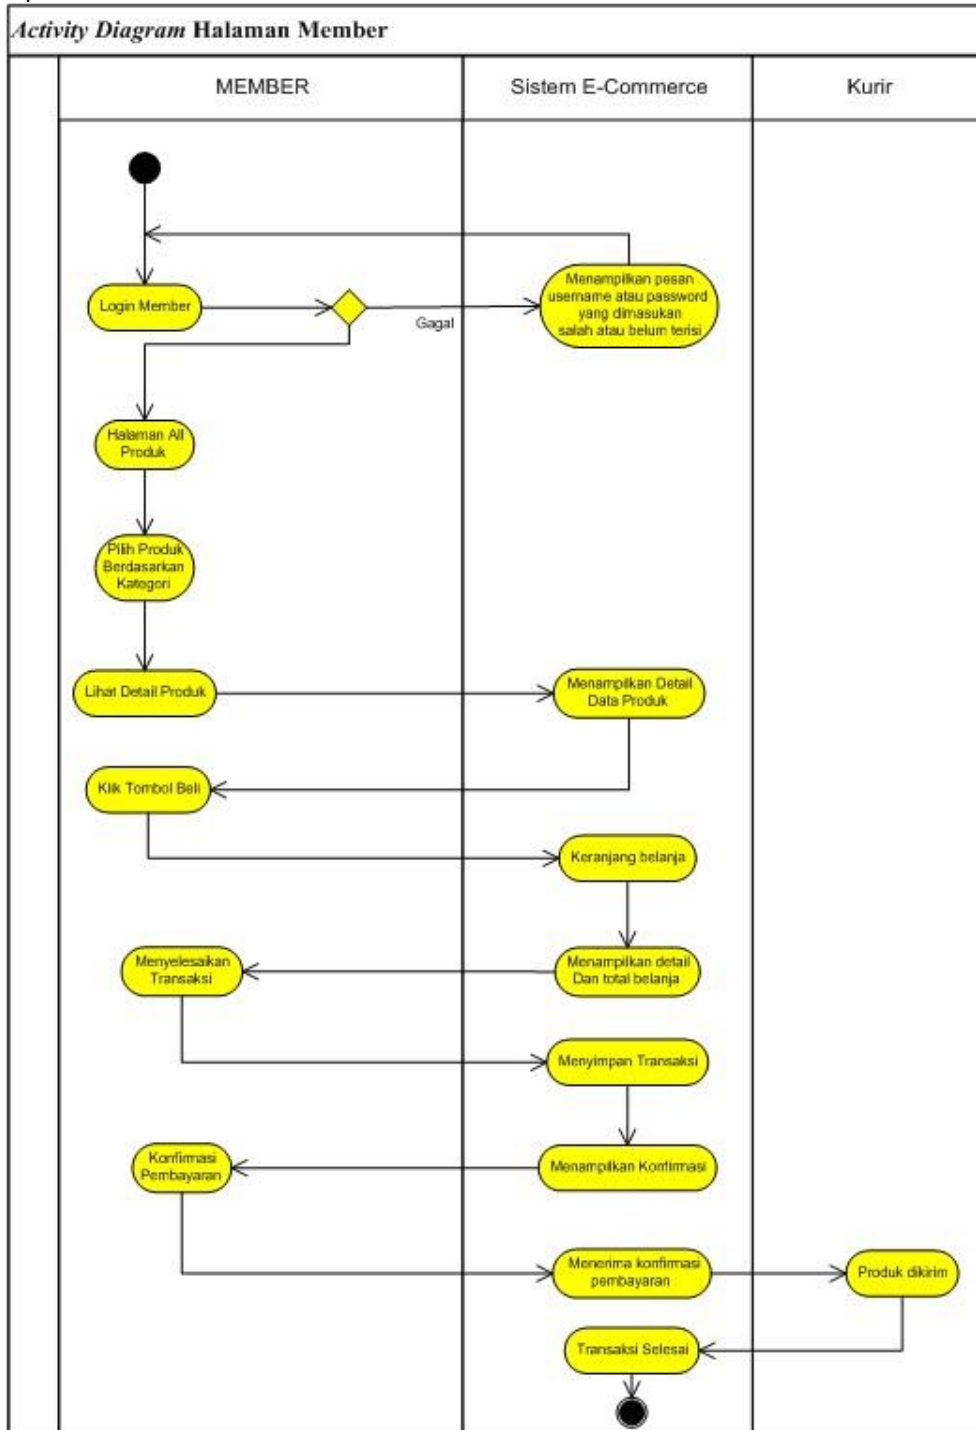 Activity Diagram Halaman Member
MEMBER
Sistem E-Commerce
Kurir
Login Member
Gagal
Menampilkan pesan
username atau password
yang dimasukan
salah atau belum terisi
Halaman All
Produk
Pilih Produk
Berdasarkan
Kategori
Lihat Detail Produk
Menampilkan Detail
Data Produk
Klik Tombol Beli
Keranjang belanja
Menampilkan detail
Dan total belanja
Menyelesaikan
Transaksi
Menyimpan Transaksi
Menampilkan Konfirmasi
Konfirmasi
Pembayaran
Menerima konfirmasi
pembayaran
Produk dikirim
Transaksi Selesai